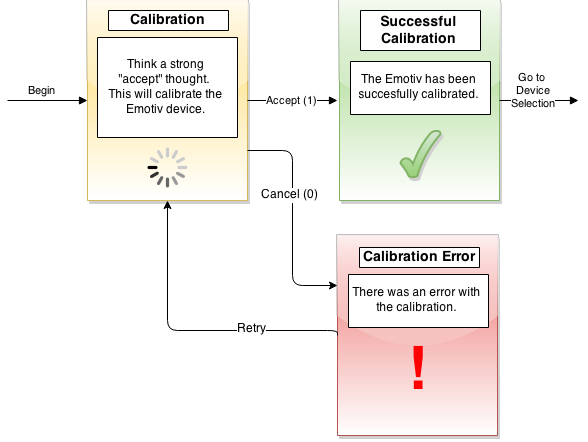 Calibration
Think a strong
"accept" thought.
This will calibrate the
Emotiv device.
Begin
Accept (1)
Successful
Calibration
The Emotiv has been
succesfully calibrated.
Go to
Device
Selection
Cancel (0)
Calibration Error
There was an error with
the calibration.
!
Retry